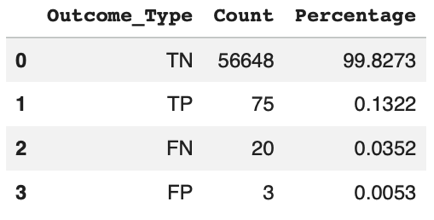 Outcome_Type Count Percentage
0 TN 56648 99.8273
1 TP 75 0.1322
2 FN 20 0.0352
3 FP 3 0.0053